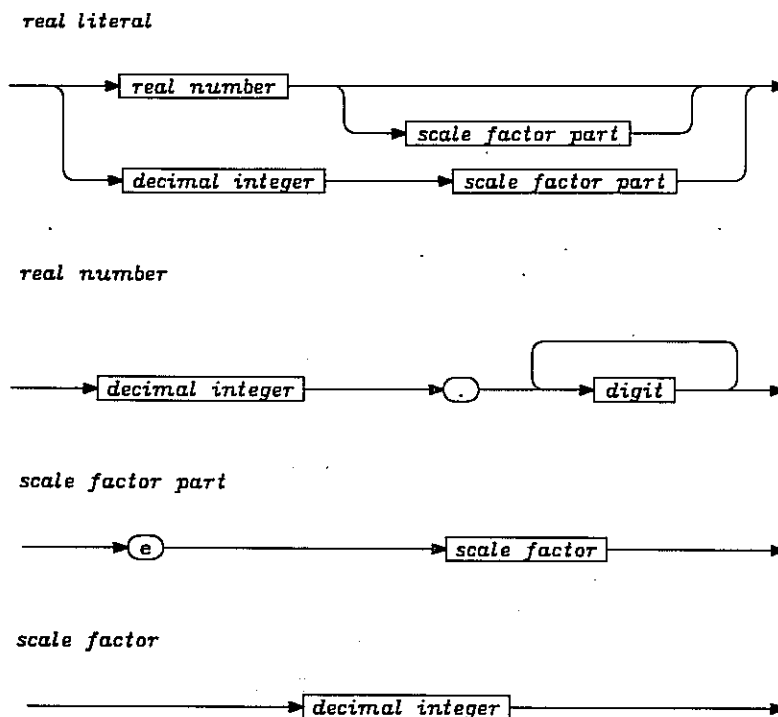 real literal
real number
scale factor part
decimal integer scale factor part
real number
decimal integer . digit
scale factor part
e scale factor
scale factor
decimal integer